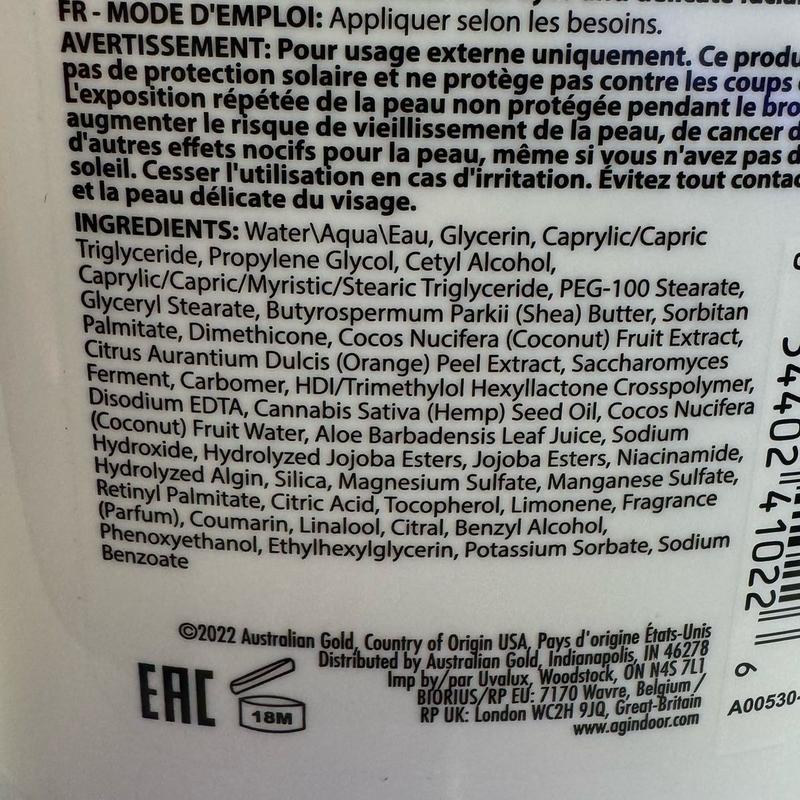 FR - MODE D'EMPLOI: Appliquer selon les besoins.
AVERTISSEMENT: Pour usage externe uniquement. Ce produ
pas de protection solaire et ne protège pas contre les coups
L'exposition répétée de la peau non protégée pendant le bro
augmenter le risque de vieillissement de la peau, de cancer d
d'autres effets nocifs pour la peau, même si vous n'avez pas d
soleil. Cesser l'utilisation en cas d'irritation. Évitez tout contac
et la peau délicate du visage.
INGREDIENTS: Water\Aqua\Eau, Glycerin, Caprylic/Capric
Triglyceride, Propylene Glycol, Cetyl Alcohol,
Caprylic/Capric/Myristic/Stearic Triglyceride, PEG-100 Stearate,
Glyceryl Stearate, Butyrospermum Parkii (Shea) Butter, Sorbitan
Palmitate, Dimethicone, Cocos Nucifera (Coconut) Fruit Extract,
Citrus Aurantium Dulcis (Orange) Peel Extract, Saccharomyces
Ferment, Carbomer, HDI/Trimethylol Hexyllactone Crosspolymer,
Disodium EDTA, Cannabis Sativa (Hemp) Seed Oil, Cocos Nucifera
(Coconut) Fruit Water, Aloe Barbadensis Leaf Juice, Sodium
Hydroxide, Hydrolyzed Jojoba Esters, Jojoba Esters, Niacinamide,
Hydrolyzed Algin, Silica, Magnesium Sulfate, Manganese Sulfate,
Retinyl Palmitate, Citric Acid, Tocopherol, Limonene, Fragrance
(Parfum), Coumarin, Linalool, Citral, Benzyl Alcohol,
Phenoxyethanol, Ethylhexylglycerin, Potassium Sorbate, Sodium
Benzoate
©2022 Australian Gold, Country of Origin USA, Pays d'origine États-Unis
Distributed by Australian Gold, Indianapolis, IN 46278
Imp by/par Uvalux, Woodstock, ON N4S 7L1
BIORIUS/RP EU: 7170 Wavre, Belgium /
RP UK: London WC2H 9JQ, Great-Britain
www.agindoor.com
EAC
18M
54402 41022 6
A00530-